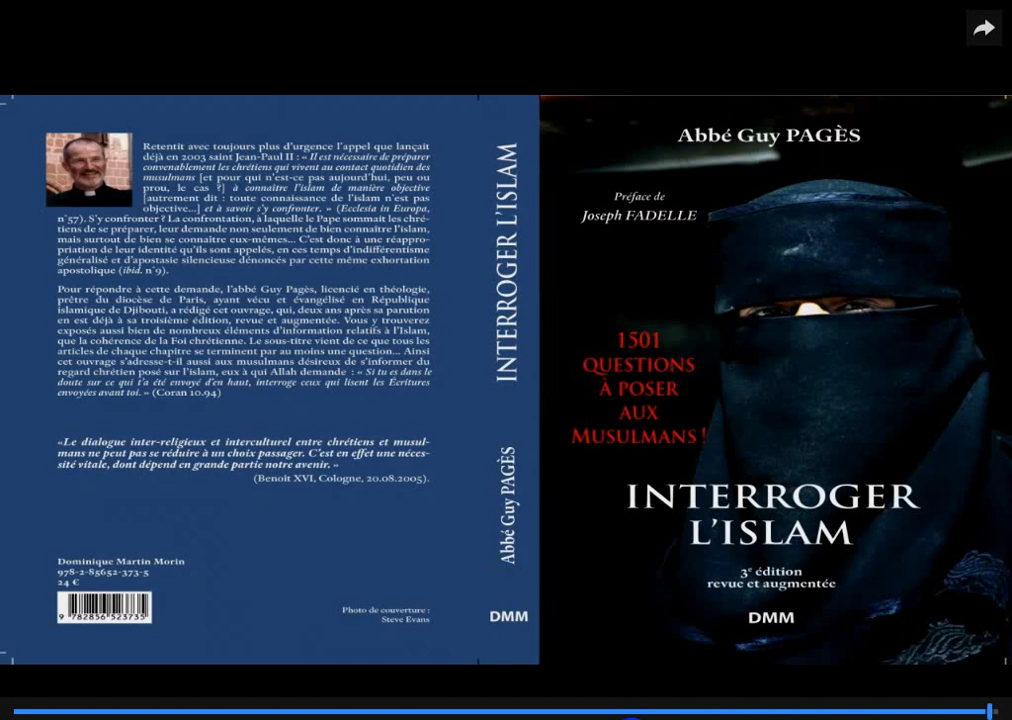 Retentit avec toujours plus d'urgence l'appel que lançait
déjà en 2003 saint Jean-Paul II : « Il est nécessaire de préparer
convenablement les chrétiens qui vivent au contact quotidien des
musulmans [et pour qui n'est-ce pas aujourd'hui, peu ou
prou, le cas ?] à connaître l'islam de manière objective
[autrement dit : toute connaissance de l'islam n'est pas
objective...] et à savoir s'y confronter. » (Ecclesia in Europa,
n°57). S'y confronter ? La confrontation, à laquelle le Pape sommait les chré-
tiens de se préparer, leur demande non seulement de bien connaître l'islam,
mais surtout de bien se connaître eux-mêmes... C'est donc à une réappro-
priation de leur identité qu'ils sont appelés, en ces temps d'indifférentisme
généralisé et d'apostasie silencieuse dénoncés par cette même exhortation
apostolique (ibid. n°9).
Pour répondre à cette demande, l'abbé Guy Pagès, licencié en théologie,
prêtre du diocèse de Paris, ayant vécu et évangélisé en République
islamique de Djibouti, a rédigé cet ouvrage, qui, deux ans après sa parution
en est déjà à sa troisième édition, revue et augmentée. Vous y trouverez
exposés aussi bien de nombreux éléments d'information relatifs à l'Islam,
que la cohérence de la Foi chrétienne. Le sous-titre vient de ce que tous les
articles de chaque chapitre se terminent par au moins une question... Ainsi
cet ouvrage s'adresse-t-il aussi aux musulmans désireux de s'informer du
regard chrétien posé sur l'islam, eux à qui Allah demande : « Si tu es dans le
doute sur ce qui t'a été envoyé d'en haut, interroge ceux qui lisent les Écritures
envoyées avant toi. » (Coran 10.94)
«Le dialogue inter-religieux et interculturel entre chrétiens et musul-
mans ne peut pas se réduire à un choix passager. C'est en effet une néces-
sité vitale, dont dépend en grande partie notre avenir. »
(Benoît XVI, Cologne, 20.08.2005).
Dominique Martin Morin
978-2-85652-373-5
24 €
9 782856 523735
Photo de couverture :
Steve Evans
INTERROGER L'ISLAM
Abbé Guy PAGÈS
DMM
Abbé Guy PAGÈS
Préface de
Joseph FADELLE
1501
QUESTIONS
À POSER
AUX
MUSULMANS !
INTERROGER
L'ISLAM
3e édition
revue et augmentée
DMM